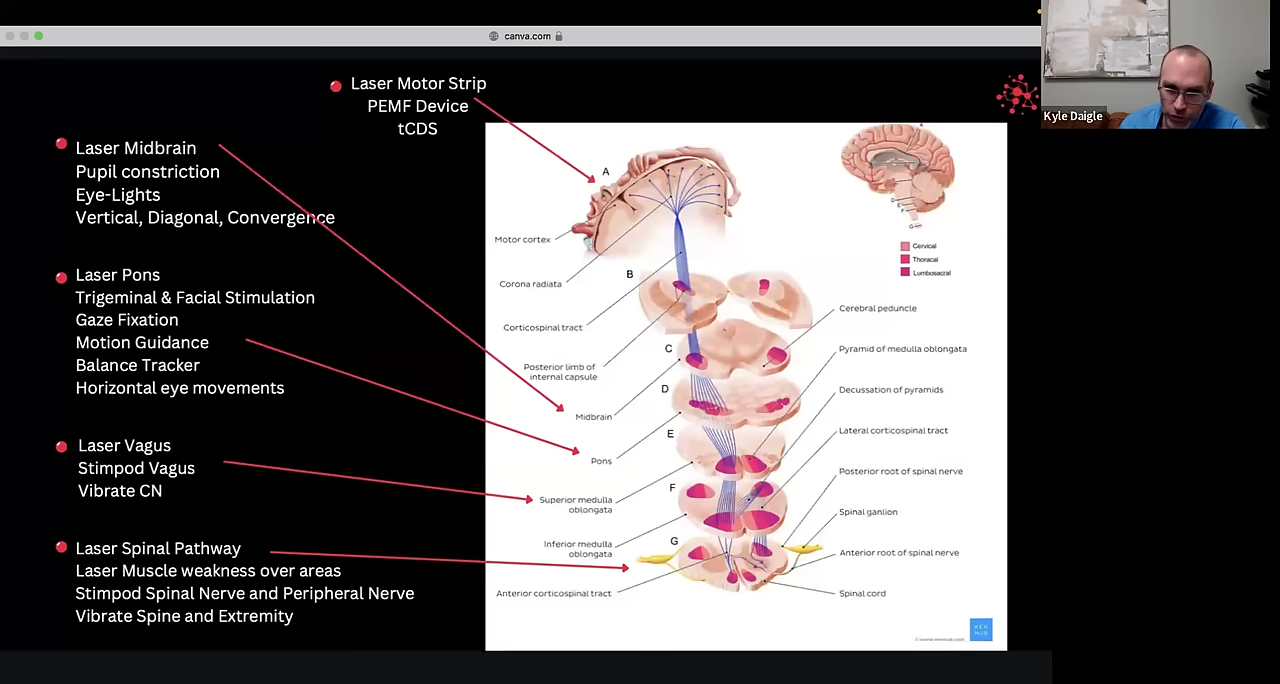 canva.com
Kyle Daigle
Laser Motor Strip
PEMF Device
tCDS
Laser Midbrain
Pupil constriction
Eye-Lights
Vertical, Diagonal, Convergence
Laser Pons
Trigeminal & Facial Stimulation
Gaze Fixation
Motion Guidance
Balance Tracker
Horizontal eye movements
Laser Vagus
Stimpod Vagus
Vibrate CN
Laser Spinal Pathway
Laser Muscle weakness over areas
Stimpod Spinal Nerve and Peripheral Nerve
Vibrate Spine and Extremity
A
Motor cortex
Corona radiata
B
Corticospinal tract
Posterior limb of
internal capsule
C
Midbrain
D
Pons
E
Superior medulla
oblongata
F
Inferior medulla
oblongata
G
Anterior corticospinal tract
A
Cervical
Thoracal
Lumbosacral
Cerebral peduncle
Pyramid of medulla oblongata
Decussation of pyramids
Lateral corticospinal tract
Posterior root of spinal nerve
Spinal ganlion
Anterior root of spinal nerve
Spinal cord
KEN
HUB